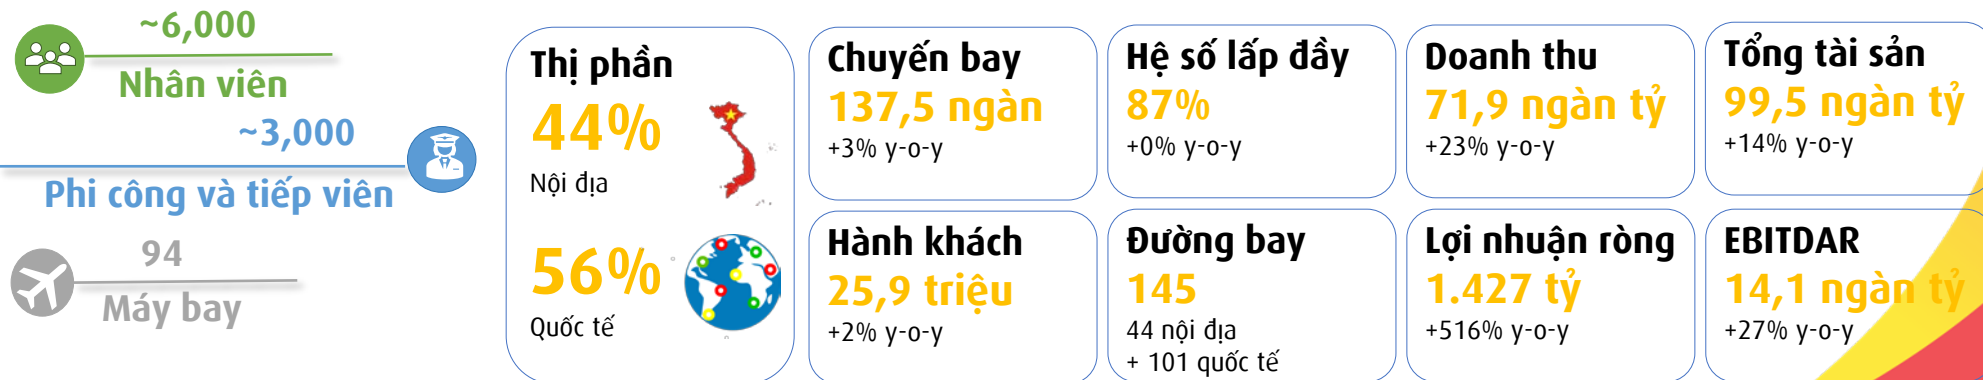 ~6,000
Nhân viên
~3,000
Phi công và tiếp viên
94
Máy bay
Thị phần
44%
Nội địa
56%
Quốc tế
Chuyến bay
137,5 ngàn
+3% y-o-y
Hệ số lấp đầy
87%
+0% y-o-y
Doanh thu
71,9 ngàn tỷ
+23% y-o-y
Tổng tài sản
99,5 ngàn tỷ
+14% y-o-y
Hành khách
25,9 triệu
+2% y-o-y
Đường bay
145
44 nội địa
+ 101 quốc tế
Lợi nhuận ròng
1.427 tỷ
+516% y-o-y
EBITDAR
14,1 ngàn tỷ
+27% y-o-y